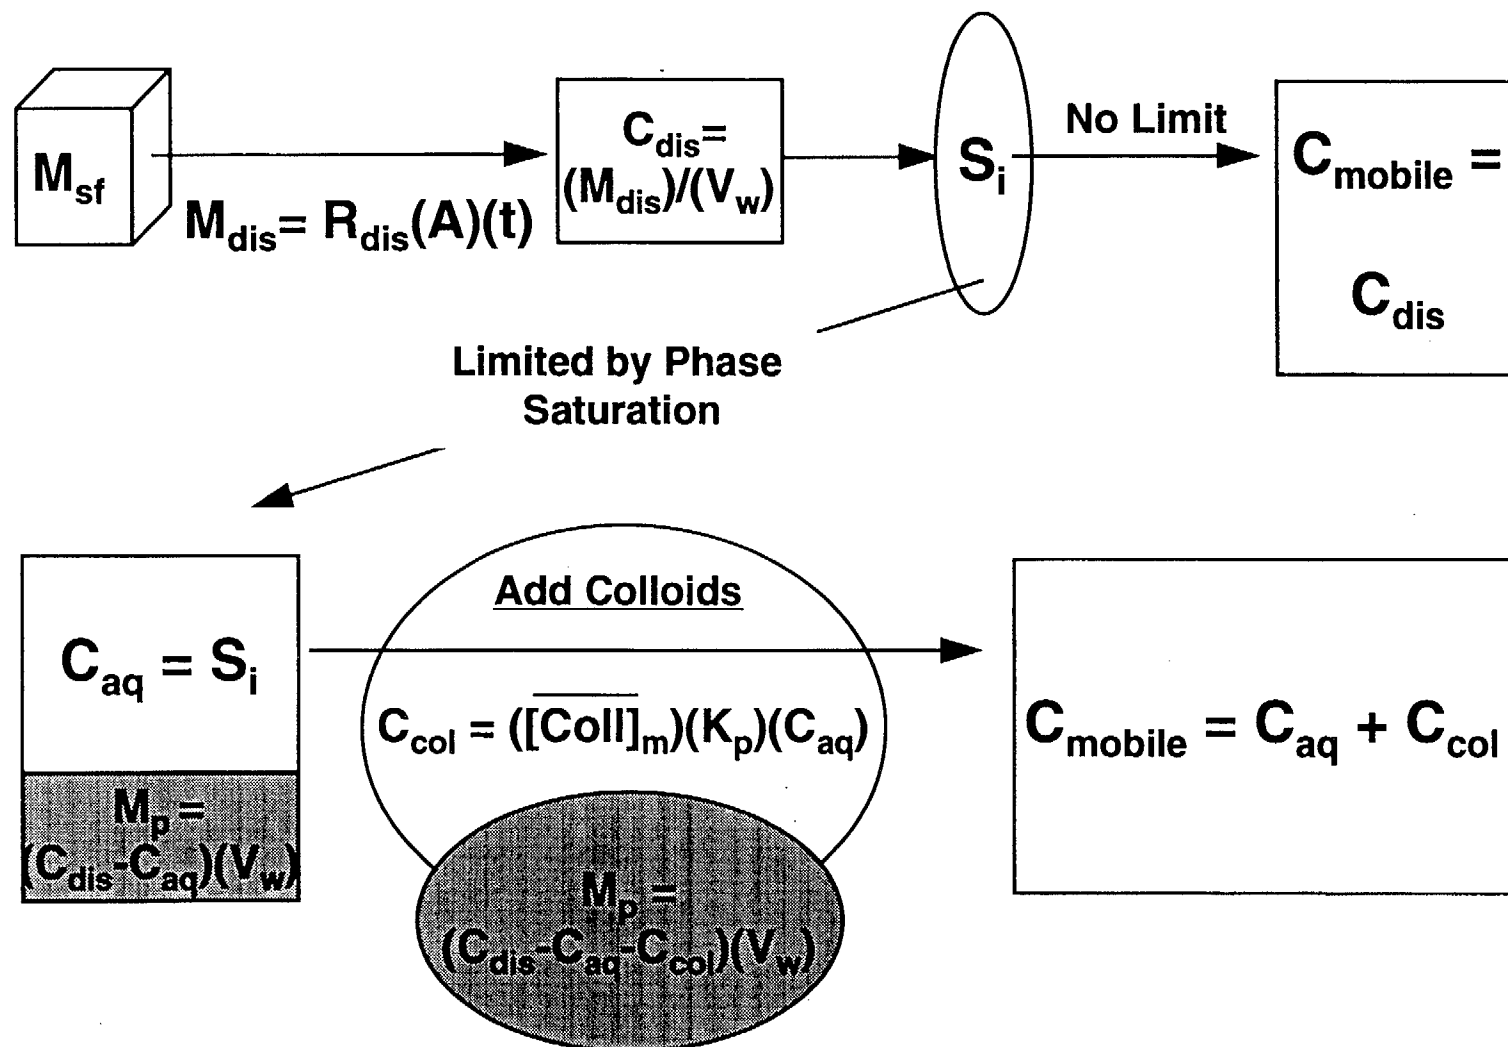 M_sf
M_dis= R_dis(A)(t)
C_dis=
(M_dis)/(V_w)
S_i
No Limit
C_mobile =
C_dis
Limited by Phase
Saturation
C_aq = S_i
M_p =
(C_dis-C_aq)(V_w)
Add Colloids
C_col = ([Coll]_m)(K_p)(C_aq)
M_p =
(C_dis-C_aq-C_col)(V_w)
C_mobile = C_aq + C_col